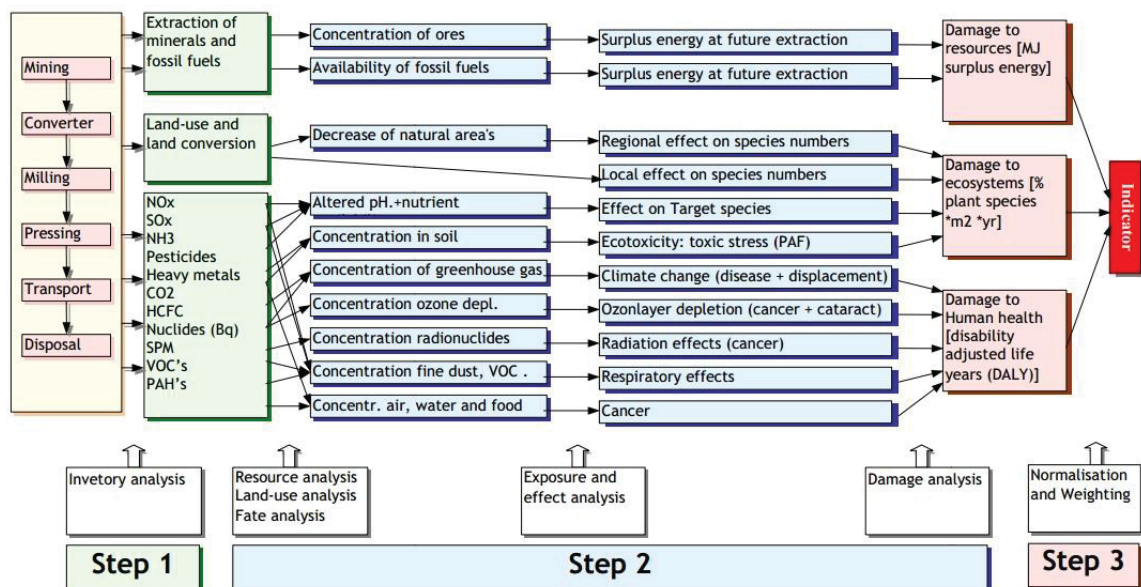 Mining
Converter
Milling
Pressing
Transport
Disposal
Extraction of
minerals and
fossil fuels
Land-use and
land conversion
NOx
SOx
NH3
Pesticides
Heavy metals
CO2
HCFC
Nuclides (Bq)
SPM
VOC's
PAH's
Concentration of ores
Availability of fossil fuels
Decrease of natural area's
Altered pH.+nutrient
Concentration in soil
Concentration of greenhouse gas
Concentration ozone depl.
Concentration radionuclides
Concentration fine dust, VOC .
Concentr. air, water and food
Surplus energy at future extraction
Surplus energy at future extraction
Regional effect on species numbers
Local effect on species numbers
Effect on Target species
Ecotoxicity: toxic stress (PAF)
Climate change (disease + displacement)
Ozonlayer depletion (cancer + cataract)
Radiation effects (cancer)
Respiratory effects
Cancer
Damage to
resources [MJ
surplus energy]
Damage to
ecosystems [%
plant species
*m2 *yr]
Damage to
Human health
[disability
adjusted life
years (DALY)]
Indicator
Invetory analysis
Resource analysis
Land-use analysis
Fate analysis
Exposure and
effect analysis
Damage analysis
Normalisation
and Weighting
Step 1
Step 2
Step 3